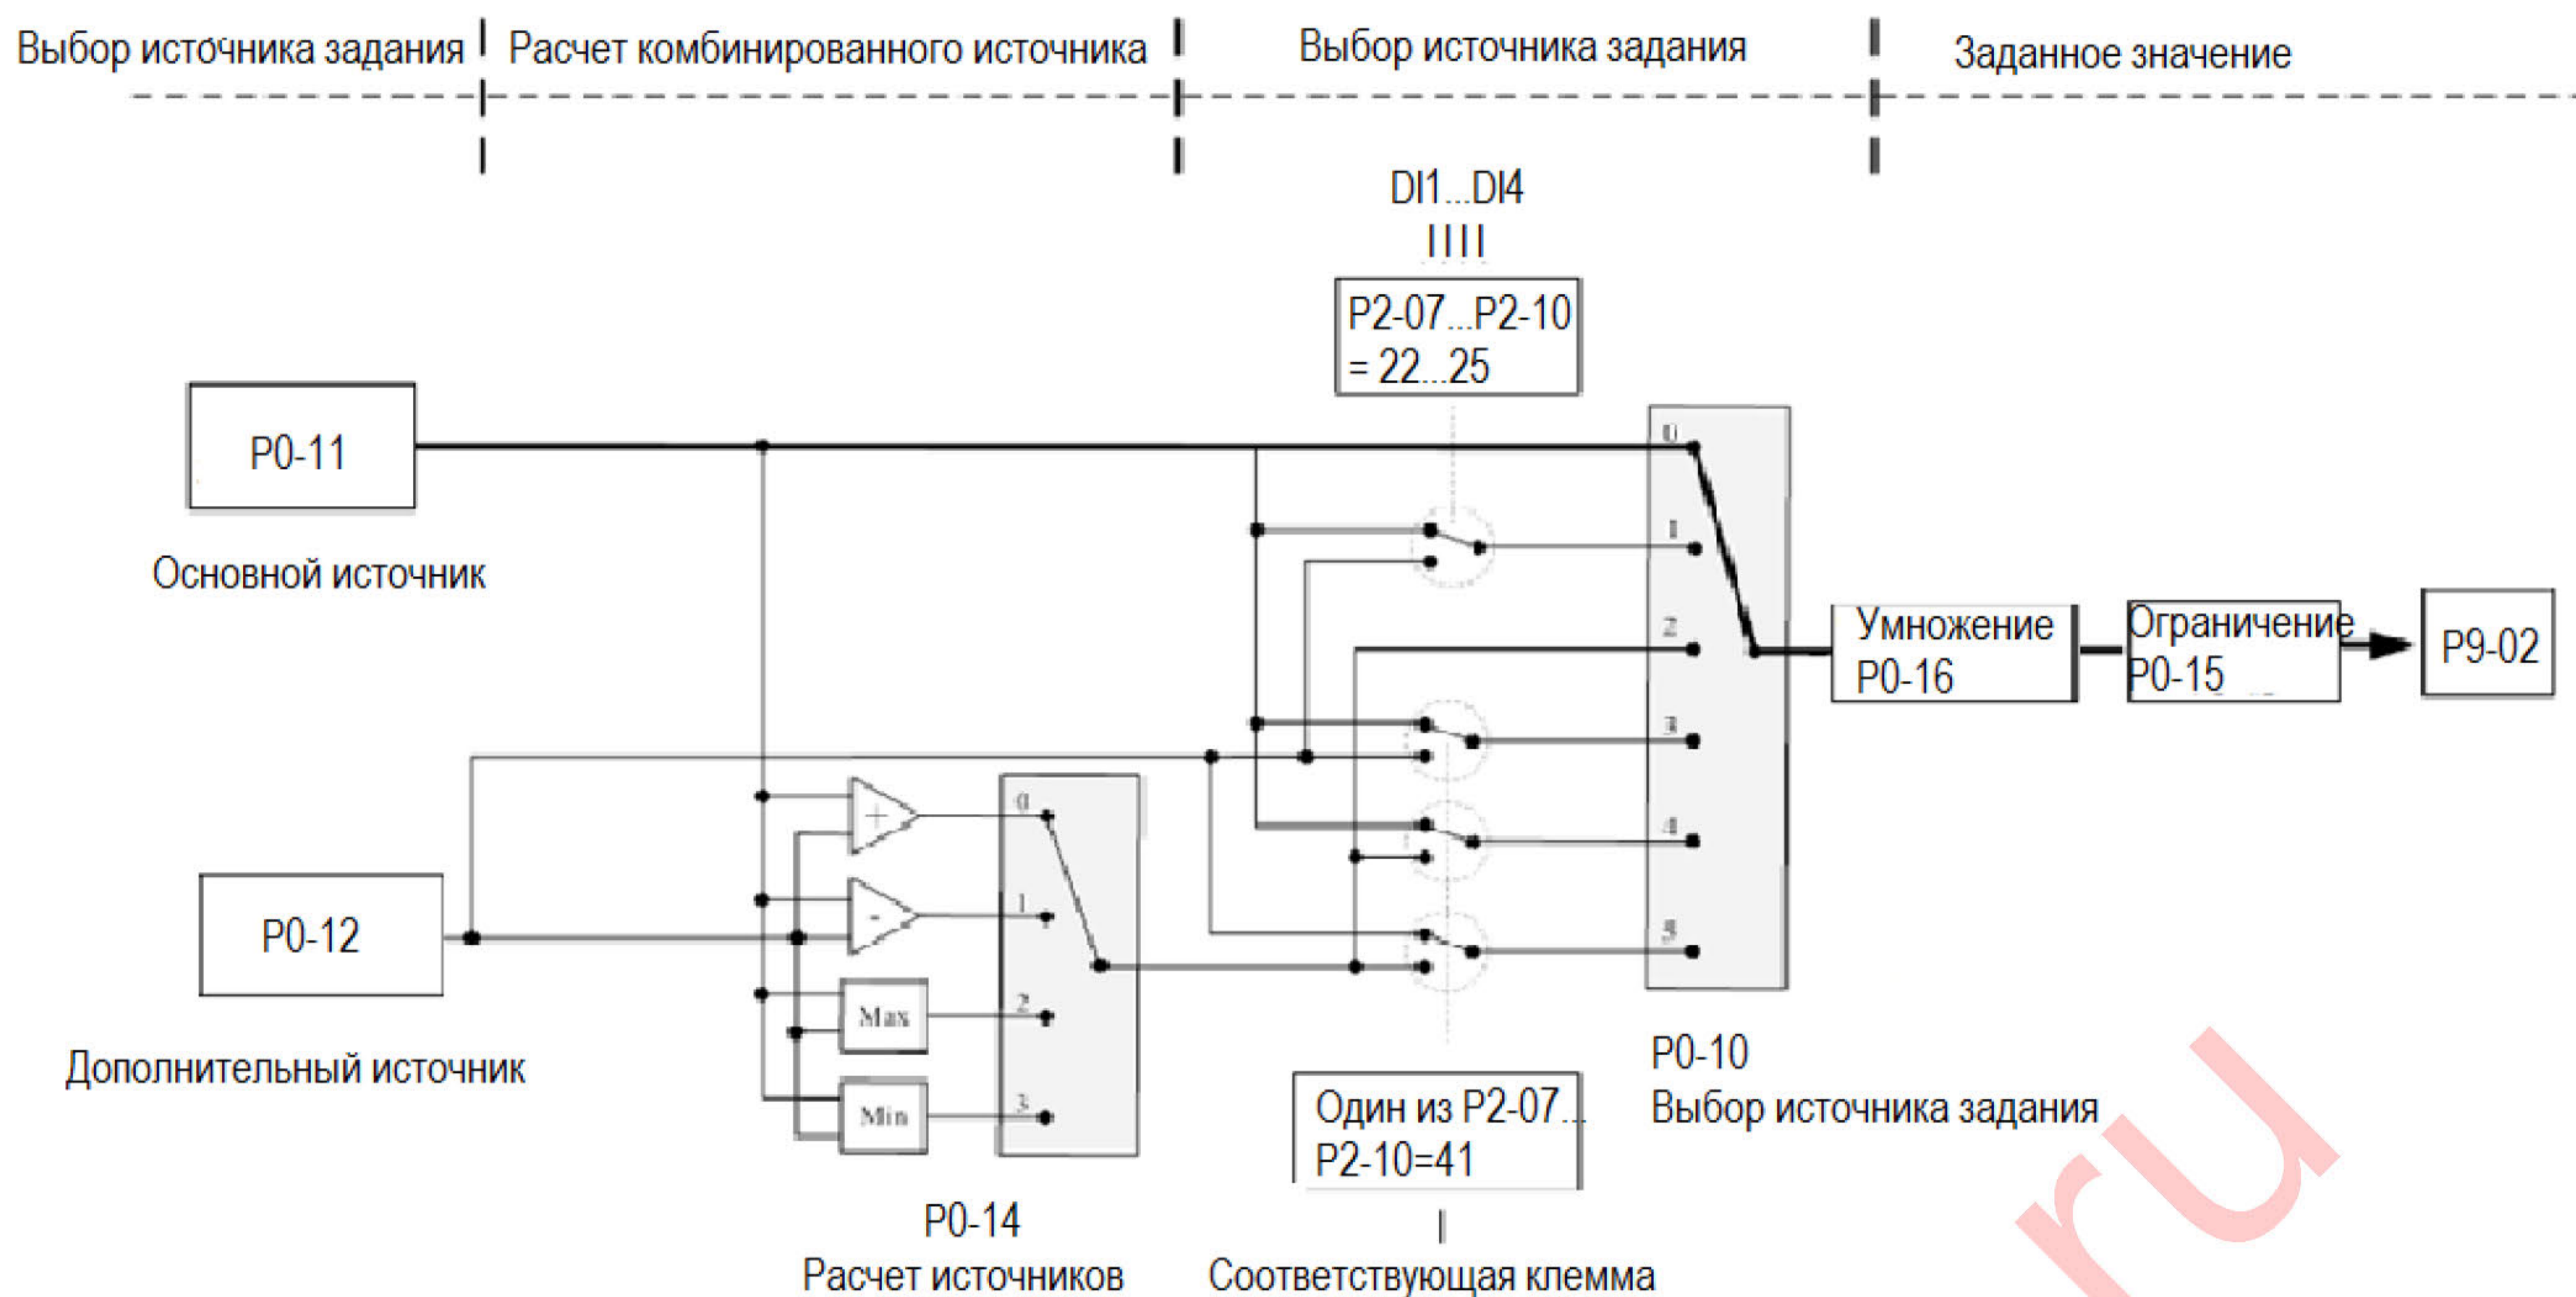 Выбор источника задания
Расчет комбинированного источника
Выбор источника задания
Заданное значение
DI1...DI4
P2-07...P2-10
= 22...25
P0-11
Основной источник
0
1
2
3
4
5
Умножение
P0-16
Ограничение
P0-15
P9-02
P0-12
Дополнительный источник
+
-
Max
Min
0
1
2
3
P0-14
Расчет источников
Один из P2-07...
P2-10=41
Соответствующая клемма
P0-10
Выбор источника задания
ru